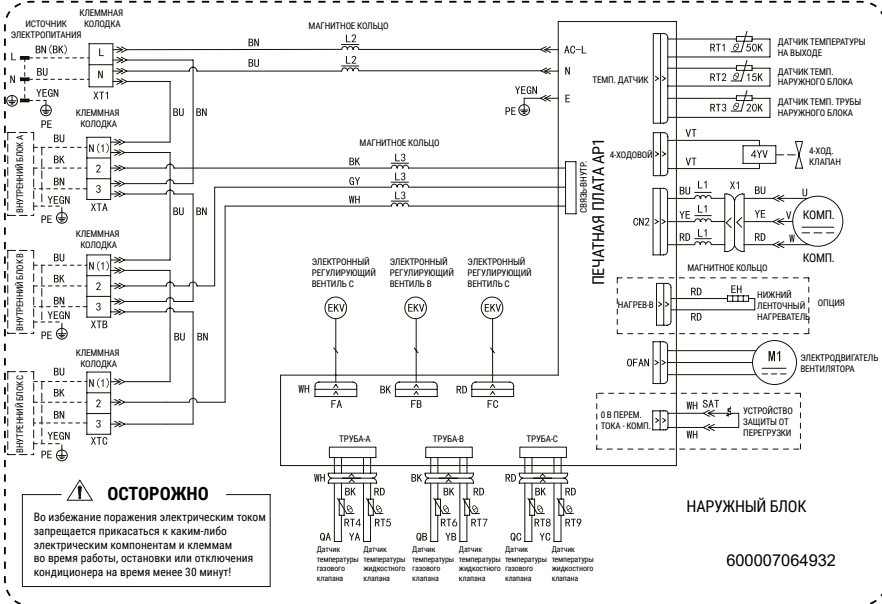 ИСТОЧНИК
ЭЛЕКТРОПИТАНИЯ
КЛЕММНАЯ
КОЛОДКА
L
BN (BK)
L
N
BU
N
YEGN
PE
XT1
BN
BU
МАГНИТНОЕ КОЛЬЦО
L2
L2
AC-L
N
YEGN
PE
E
BU
BN
КЛЕММНАЯ
КОЛОДКА
ВНУТРЕННИЙ БЛОК A
BU
N(1)
BK
2
BN
3
YEGN
PE
XTA
МАГНИТНОЕ КОЛЬЦО
BK
L3
GY
L3
WH
L3
СВЯЗЬ-ВНУТР.
ПЕЧАТНАЯ ПЛАТА AP1
BU
BN
КЛЕММНАЯ
КОЛОДКА
ВНУТРЕННИЙ БЛОК B
BU
N(1)
BK
2
BN
3
YEGN
PE
XTB
BU
BN
КЛЕММНАЯ
КОЛОДКА
ВНУТРЕННИЙ БЛОК C
BU
N(1)
BK
2
BN
3
YEGN
PE
XTC
ЭЛЕКТРОННЫЙ
РЕГУЛИРУЮЩИЙ
ВЕНТИЛЬ C
EKV
WH
FA
ЭЛЕКТРОННЫЙ
РЕГУЛИРУЮЩИЙ
ВЕНТИЛЬ B
EKV
BK
FB
ЭЛЕКТРОННЫЙ
РЕГУЛИРУЮЩИЙ
ВЕНТИЛЬ C
EKV
RD
FC
ТЕМП. ДАТЧИК
RT1
50K
ДАТЧИК ТЕМПЕРАТУРЫ
НА ВЫХОДЕ
RT2
15K
ДАТЧИК ТЕМП.
НАРУЖНОГО БЛОКА
RT3
20K
ДАТЧИК ТЕМП. ТРУБЫ
НАРУЖНОГО БЛОКА
4-ХОДОВОЙ
VT
VT
4YV
4-ХОД.
КЛАПАН
CN2
BU
L1
X1
BU
U
YE
L1
YE
V
RD
L1
RD
W
КОМП.
КОМП.
МАГНИТНОЕ КОЛЬЦО
НАГРЕВ-B
RD
EH
RD
НИЖНИЙ
ЛЕНТОЧНЫЙ
НАГРЕВАТЕЛЬ
ОПЦИЯ
OFAN
M1
ЭЛЕКТРОДВИГАТЕЛЬ
ВЕНТИЛЯТОРА
0 В ПЕРЕМ.
ТОКА - КОМП.
WH
SAT
WH
УСТРОЙСТВО
ЗАЩИТЫ ОТ
ПЕРЕГРУЗКИ
ТРУБА-A
WH
BK
RD
RT4
RT5
QA
YA
Датчик
температуры
газового
клапана
Датчик
температуры
жидкостного
клапана
ТРУБА-B
BK
BK
RD
RT6
RT7
QB
YB
Датчик
температуры
газового
клапана
Датчик
температуры
жидкостного
клапана
ТРУБА-C
RD
BK
RD
RT8
RT9
QC
YC
Датчик
температуры
газового
клапана
Датчик
температуры
жидкостного
клапана
ОСТОРОЖНО
Во избежание поражения электрическим током
запрещается прикасаться к каким-либо
электрическим компонентам и клеммам
во время работы, остановки или отключения
кондиционера на время менее 30 минут!
НАРУЖНЫЙ БЛОК
600007064932